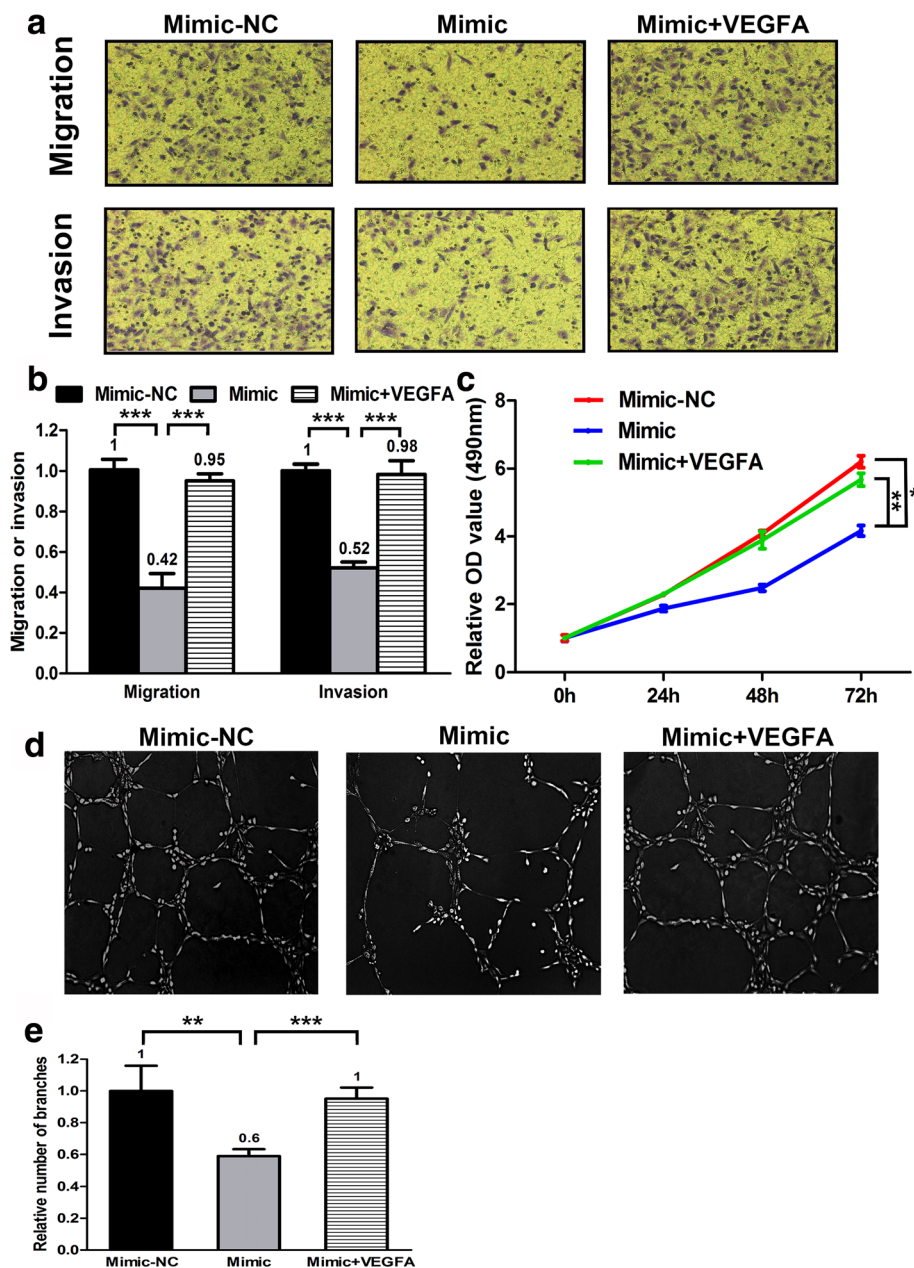 a
Mimic-NC Mimic Mimic+VEGFA
Migration
Invasion
b
Mimic-NC Mimic Mimic+VEGFA
*** *** *** ***
1 0.42 0.95 1 0.52 0.98
Migration or invasion
1.2
1.0
0.8
0.6
0.4
0.2
0.0
Migration Invasion
c
Mimic-NC
Mimic
Mimic+VEGFA
Relative OD value (490nm)
8
6
4
2
0
0h 24h 48h 72h
**
*
d
Mimic-NC Mimic Mimic+VEGFA
e
** ***
1 0.6 1
Relative number of branches
1.2
1.0
0.8
0.6
0.4
0.2
0.0
Mimic-NC Mimic Mimic+VEGFA